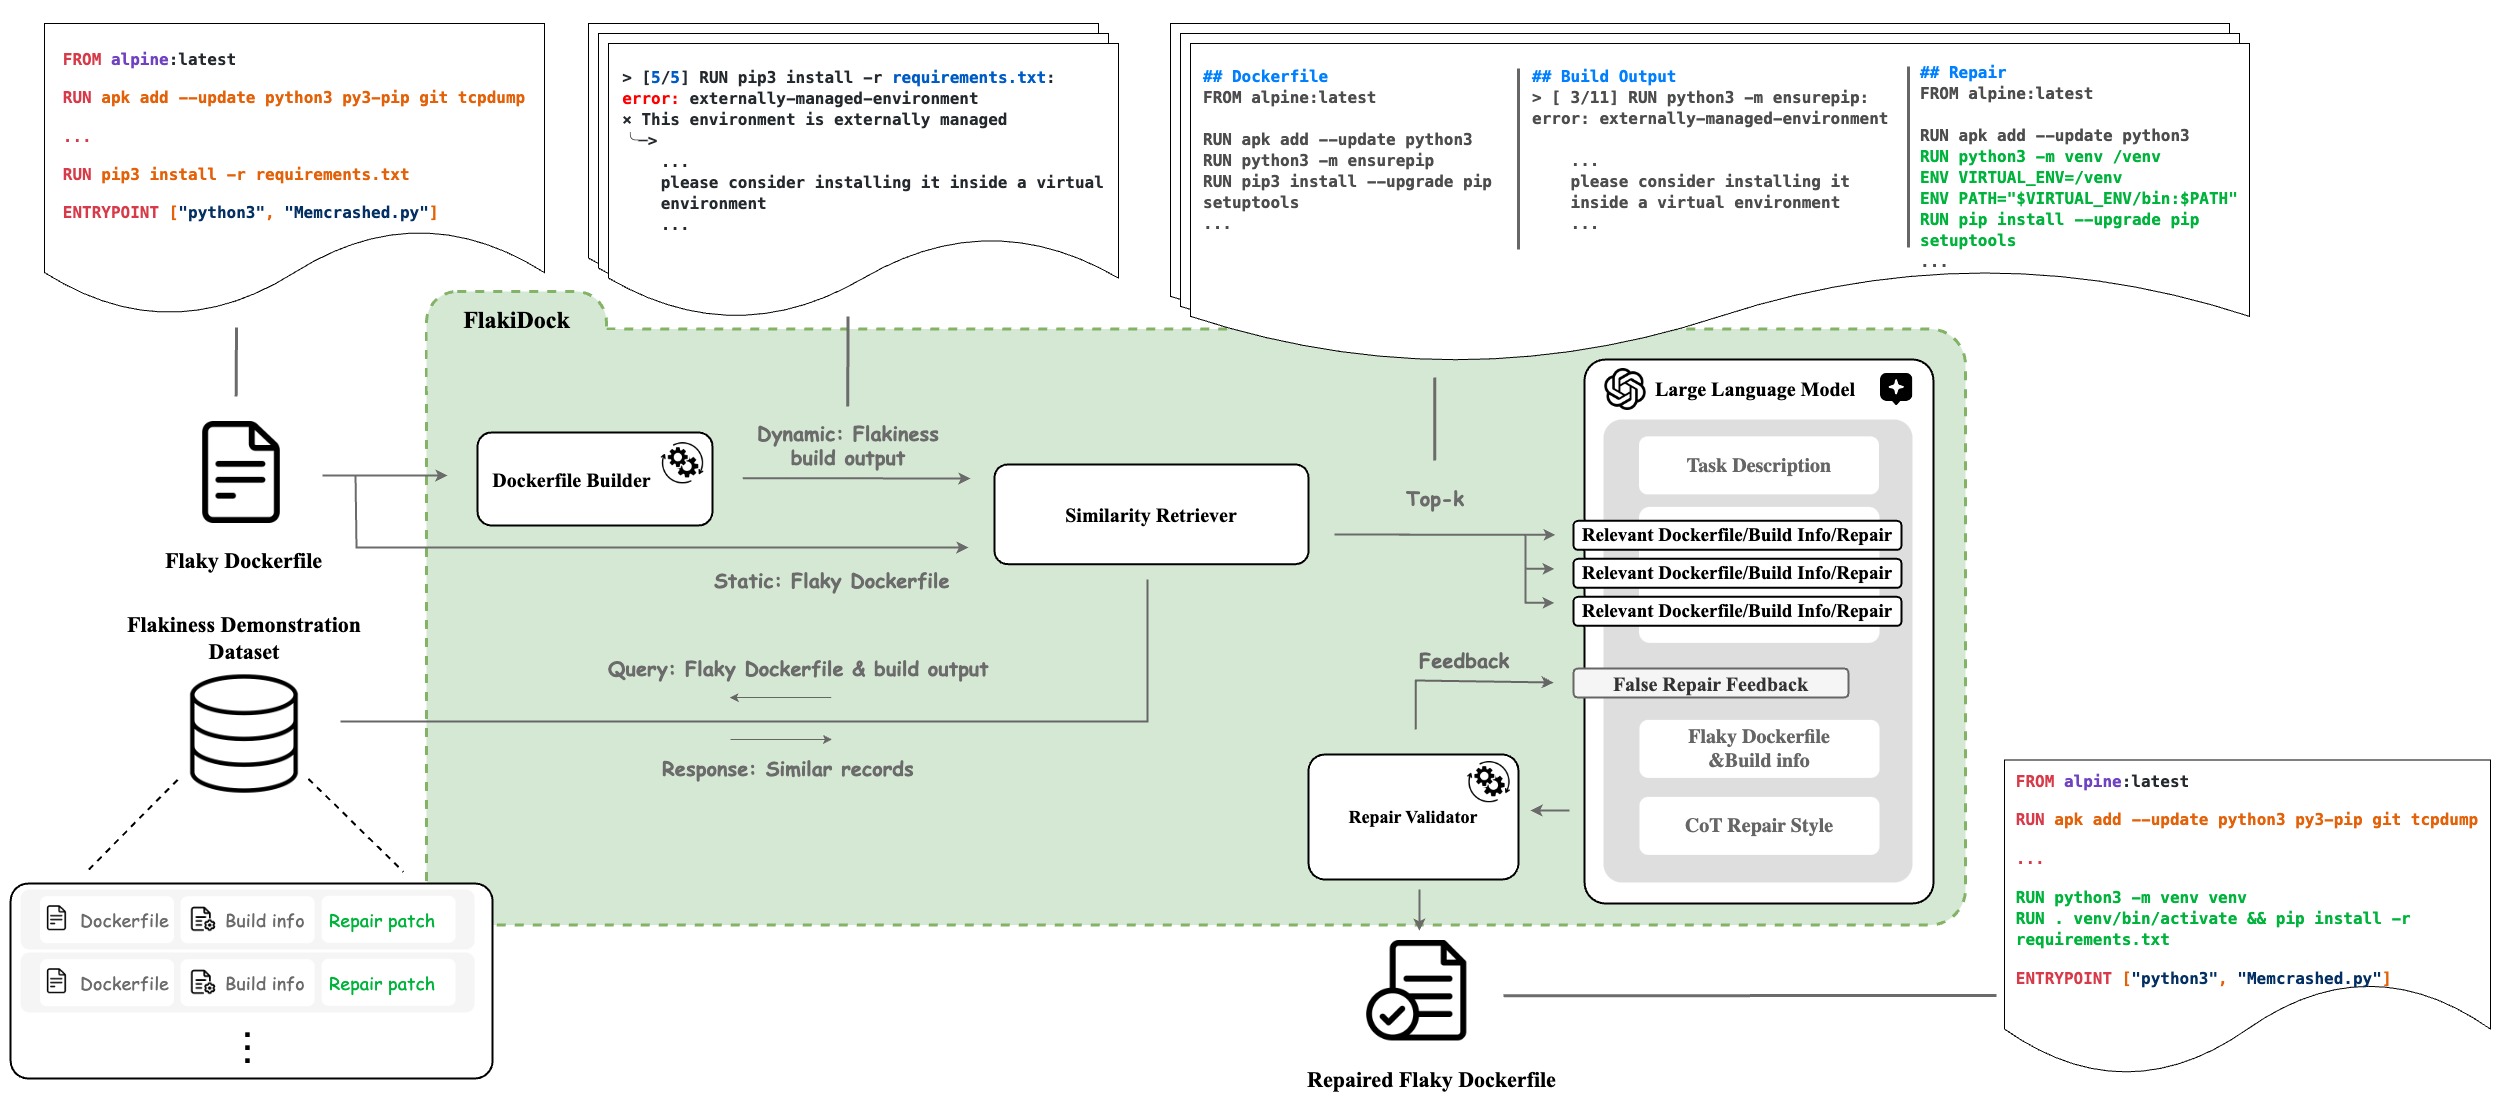 FROM alpine:latest
RUN apk add --update python3 py3-pip git tcpdump
...
RUN pip3 install -r requirements.txt
ENTRYPOINT ["python3", "Memcrashed.py"]
> [5/5] RUN pip3 install -r requirements.txt:
error: externally-managed-environment
× This environment is externally managed
╰─>
...
please consider installing it inside a virtual
environment
...
## Dockerfile
FROM alpine:latest
RUN apk add --update python3
RUN python3 -m ensurepip
RUN pip3 install --upgrade pip
setuptools
...
## Build Output
> [ 3/11] RUN python3 -m ensurepip:
error: externally-managed-environment
...
please consider installing it
inside a virtual environment
...
## Repair
FROM alpine:latest
RUN apk add --update python3
RUN python3 -m venv /venv
ENV VIRTUAL_ENV=/venv
ENV PATH="$VIRTUAL_ENV/bin:$PATH"
RUN pip install --upgrade pip
setuptools
...
FlakiDock
Flaky Dockerfile
Dockerfile Builder
Dynamic: Flakiness
build output
Static: Flaky Dockerfile
Similarity Retriever
Top-k
Large Language Model
Task Description
Relevant Dockerfile/Build Info/Repair
Relevant Dockerfile/Build Info/Repair
Relevant Dockerfile/Build Info/Repair
Feedback
False Repair Feedback
Flaky Dockerfile
&Build info
CoT Repair Style
Repair Validator
Flakiness Demonstration
Dataset
Query: Flaky Dockerfile & build output
Response: Similar records
Dockerfile Build info Repair patch
Dockerfile Build info Repair patch
Repaired Flaky Dockerfile
FROM alpine:latest
RUN apk add --update python3 py3-pip git tcpdump
...
RUN python3 -m venv venv
RUN . venv/bin/activate && pip install -r
requirements.txt
ENTRYPOINT ["python3", "Memcrashed.py"]